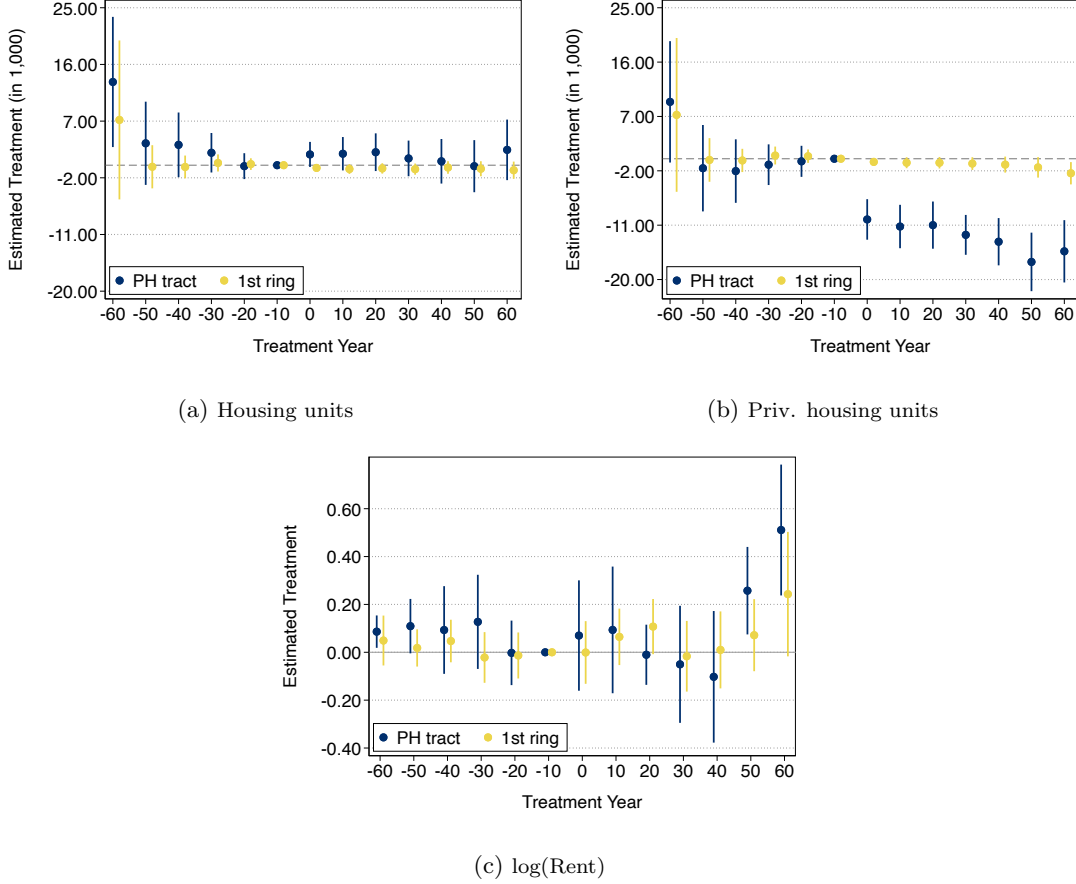 25.00
16.00
7.00
-2.00
-11.00
-20.00
Estimated Treatment (in 1,000)
PH tract 1st ring
-60 -50 -40 -30 -20 -10 0 10 20 30 40 50 60
Treatment Year
(a) Housing units
25.00
16.00
7.00
-2.00
-11.00
-20.00
Estimated Treatment (in 1,000)
PH tract 1st ring
-60 -50 -40 -30 -20 -10 0 10 20 30 40 50 60
Treatment Year
(b) Priv. housing units
0.60
0.40
0.20
0.00
-0.20
-0.40
Estimated Treatment
PH tract 1st ring
-60 -50 -40 -30 -20 -10 0 10 20 30 40 50 60
Treatment Year
(c) log(Rent)